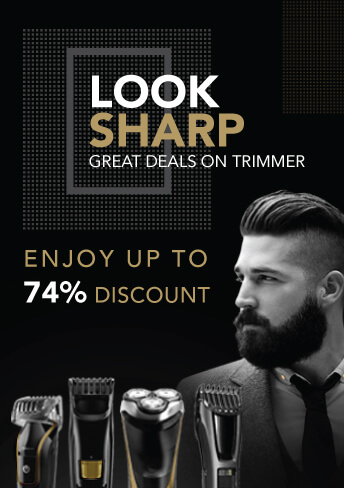 LOOK
SHARP
GREAT DEALS ON TRIMMER
ENJOY UP TO
74% DISCOUNT